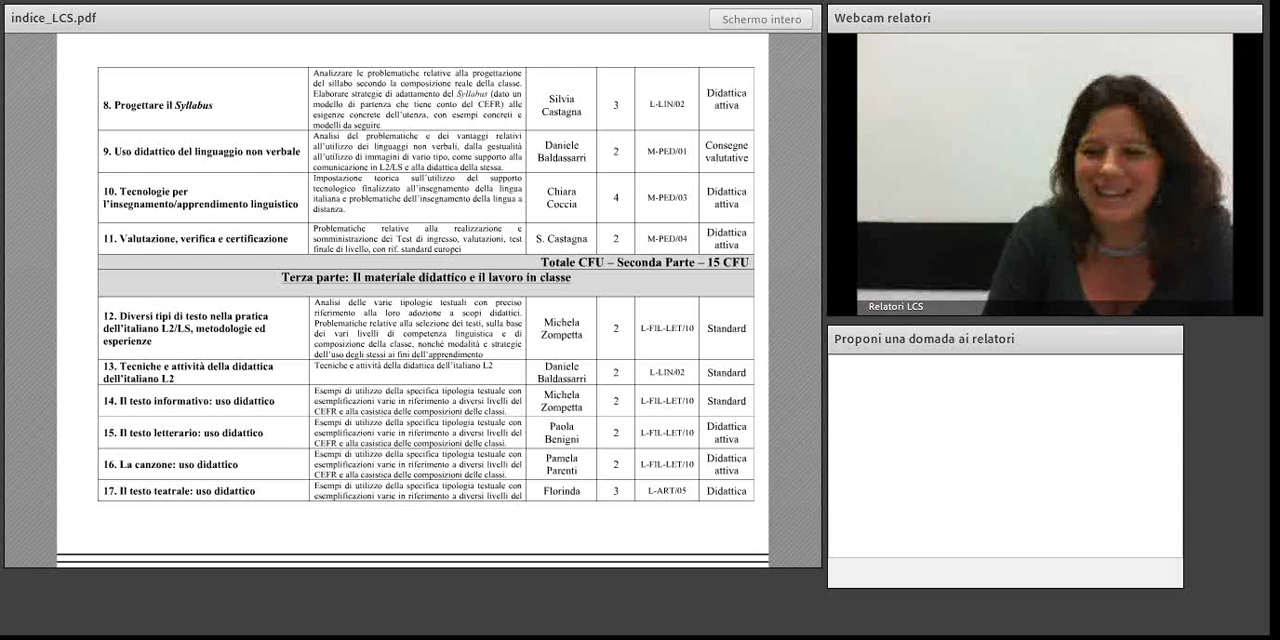 indice_LCS.pdf
Schermo intero
8. Progettare il Syllabus
Analizzare le problematiche relative alla progettazione
del sillabo secondo la composizione reale della classe.
Elaborare strategie di adattamento del Syllabus (dato un
modello di partenza che tiene conto del CEFR) alle
esigenze concrete dell'utenza, con esempi concreti e
modelli da seguire
Silvia
Castagna
3
L-LIN/02
Didattica
attiva
9. Uso didattico del linguaggio non verbale
Analisi del problematiche e dei vantaggi relativi
all'utilizzo dei linguaggi non verbali, dalla gestualità
all'utilizzo di immagini di vario tipo, come supporto alla
comunicazione in L2/LS e alla didattica della stessa.
Daniele
Baldassarri
2
M-PED/01
Consegne
valutative
10. Tecnologie per
l'insegnamento/apprendimento linguistico
Impostazione teorica sull'utilizzo del supporto
tecnologico finalizzato all'insegnamento della lingua
italiana e problematiche dell'insegnamento della lingua a
distanza.
Chiara
Coccia
4
M-PED/03
Didattica
attiva
11. Valutazione, verifica e certificazione
Problematiche relative alla realizzazione e
somministrazione dei Test di ingresso, valutazioni, test
finale di livello, con rif. standard europei
S. Castagna
2
M-PED/04
Didattica
attiva
Totale CFU – Seconda Parte – 15 CFU
Terza parte: Il materiale didattico e il lavoro in classe
12. Diversi tipi di testo nella pratica
dell'italiano L2/LS, metodologie ed
esperienze
Analisi delle varie tipologie testuali con preciso
riferimento alla loro adozione a scopi didattici.
Problematiche relative alla selezione dei testi, sulla base
dei vari livelli di competenza linguistica e di
composizione della classe, nonché modalità e strategie
dell'uso degli stessi ai fini dell'apprendimento
Michela
Zompetta
2
L-FIL-LET/10
Standard
13. Tecniche e attività della didattica
dell'italiano L2
Tecniche e attività della didattica dell'italiano L2
Daniele
Baldassarri
2
L-LIN/02
Standard
14. Il testo informativo: uso didattico
Esempi di utilizzo della specifica tipologia testuale con
esemplificazioni varie in riferimento a diversi livelli del
CEFR e alla casistica delle composizioni delle classi.
Michela
Zompetta
2
L-FIL-LET/10
Standard
15. Il testo letterario: uso didattico
Esempi di utilizzo della specifica tipologia testuale con
esemplificazioni varie in riferimento a diversi livelli del
CEFR e alla casistica delle composizioni delle classi.
Paola
Benigni
2
L-FIL-LET/10
Didattica
attiva
16. La canzone: uso didattico
Esempi di utilizzo della specifica tipologia testuale con
esemplificazioni varie in riferimento a diversi livelli del
CEFR e alla casistica delle composizioni delle classi.
Pamela
Parenti
2
L-FIL-LET/10
Didattica
attiva
17. Il testo teatrale: uso didattico
Esempi di utilizzo della specifica tipologia testuale con
esemplificazioni varie in riferimento a diversi livelli del
Florinda
3
L-ART/05
Didattica
Webcam relatori
Relatori LCS
Proponi una domada ai relatori